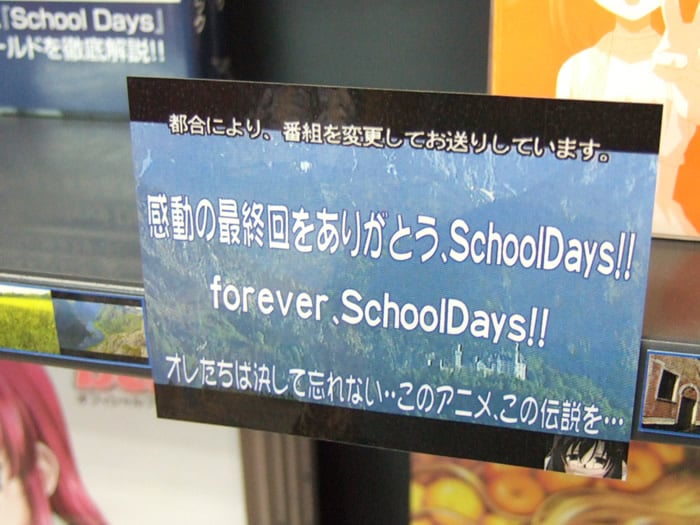 『School Days』
ールドを徹底解説!!
都合により、番組を変更してお送りしています。
感動の最終回をありがとう、SchoolDays!!
forever、SchoolDays!!
オレたちは決して忘れない‥このアニメ、この伝説を…